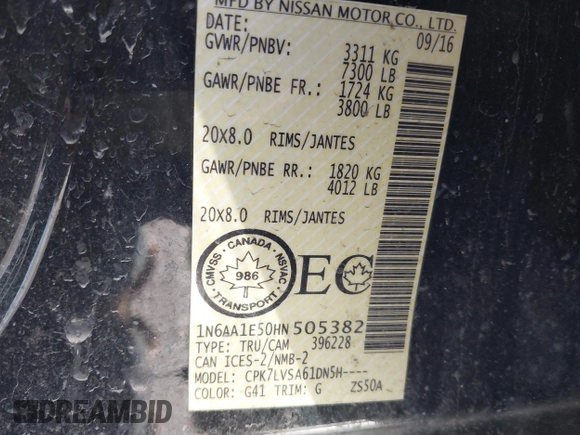 MFD BY NISSAN MOTOR CO., LTD.
09/16
GVWR/PNBV: 3311 KG
7300 LB
GAWR/PNBE FR.: 1724 KG
3800 LB
20x8.0 RIMS/JANTES
GAWR/PNBE RR.: 1820 KG
4012 LB
20x8.0 RIMS/JANTES
CMVSS · CANADA · NSVAC
986
TRANSPORT
EC
1N6AA1E50HN505382
TYPE: TRU/CAM 396228
CAN ICES-2/NMB-2
MODEL: CPK7LVSA61DN5H----
COLOR: G41 TRIM: G ZS50A
DREAMBID